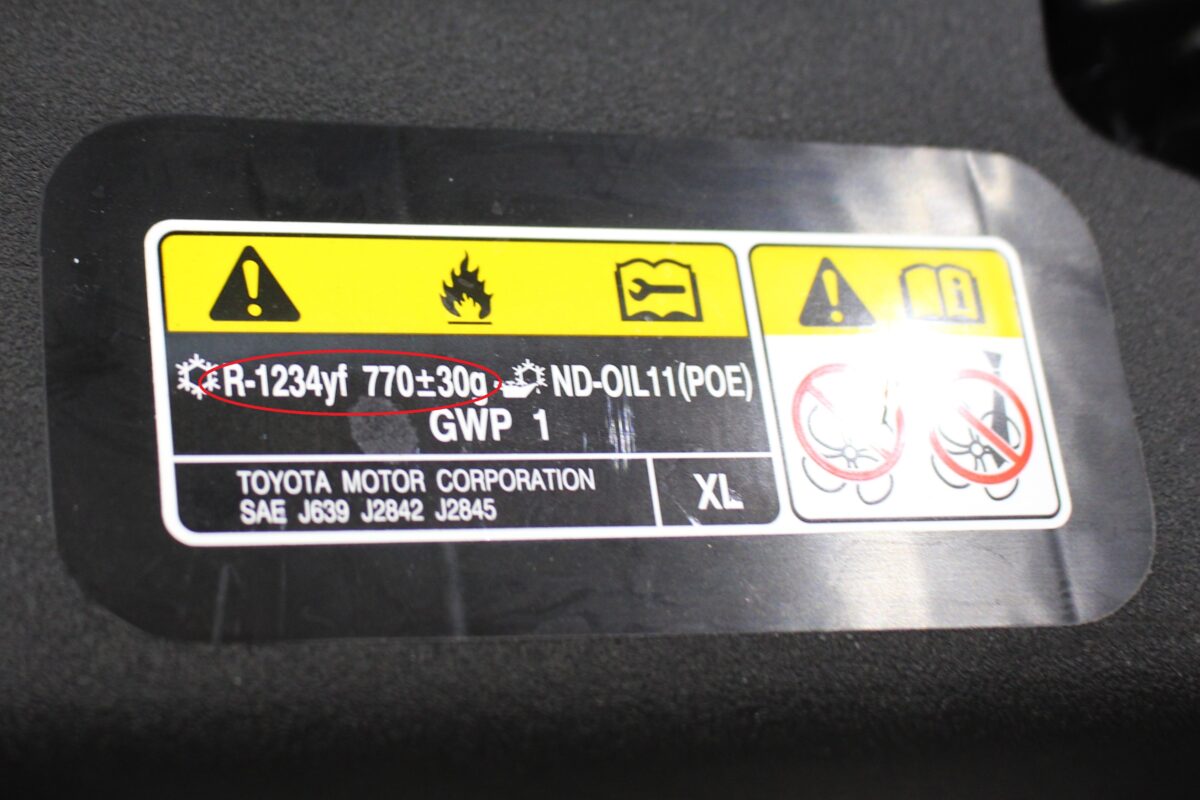 R-1234yf 770±30g ND-OIL11(POE)
GWP 1
TOYOTA MOTOR CORPORATION
SAE J639 J2842 J2845
XL